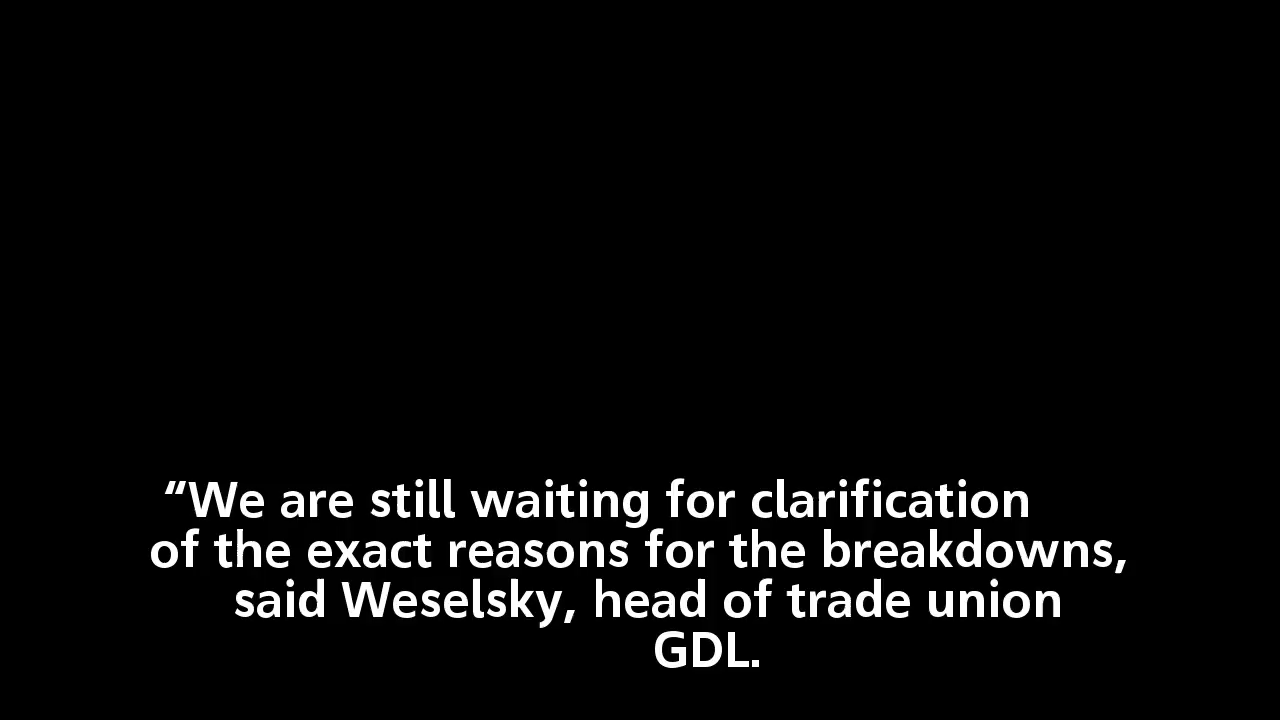 “We are still waiting for clarification
of the exact reasons for the breakdowns,
said Weselsky, head of trade union
GDL.